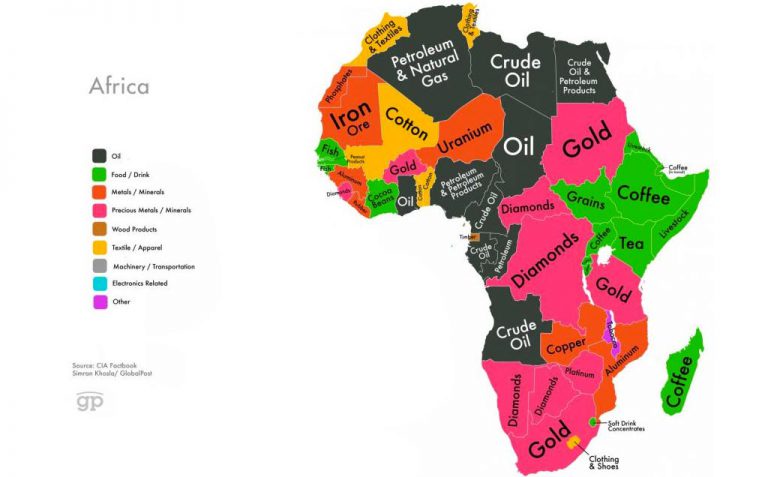 Africa
Oil
Food / Drink
Metals / Minerals
Precious Metals / Minerals
Wood Products
Textile / Apparel
Machinery / Transportation
Electronics Related
Other
Source: CIA Factbook
Simran Khosla/ GlobalPost
gp
Clothing
& Textiles
Clothing
& Textiles
Petroleum
& Natural
Gas
Crude
Oil
Crude
Oil &
Petroleum
Products
Phosphates
Iron
Ore
Cotton
Uranium
Oil
Gold
Fish
Fish
Peanut
Products
Aluminum
Diamonds
Rubber
Cocoa
Beans
Gold
Oil
Cotton
Petroleum
& Petroleum
Products
Crude Oil
Diamonds
Grains
Livestock
Coffee
Coffee
Livestock
Timber
Crude
Oil
Petroleum
Diamonds
Coffee
Tea
Gold
Crude
Oil
Copper
Tobacco
Aluminum
Diamonds
Diamonds
Platinum
Coffee
Gold
Soft Drink
Concentrates
Clothing
& Shoes